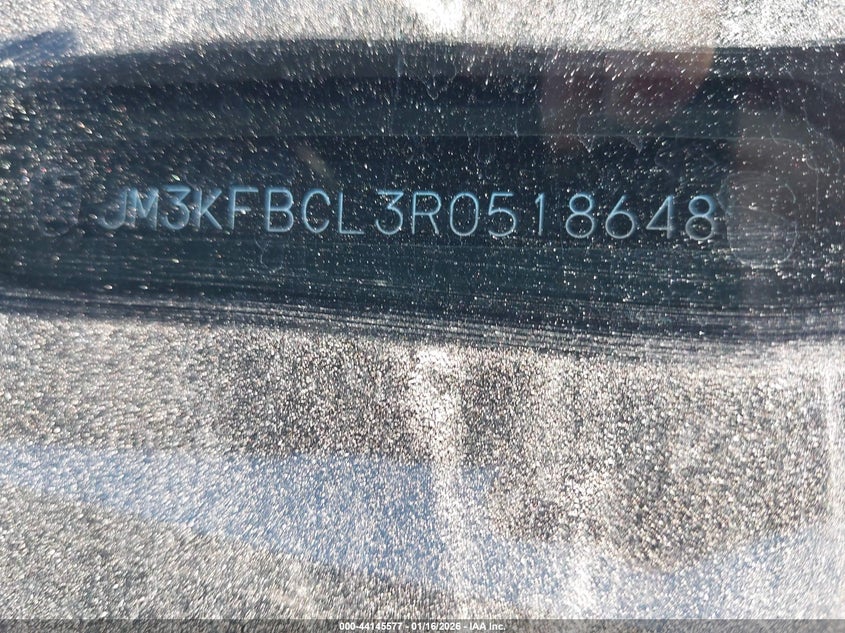 JM3KFBCL3R0518648
000-44145577 - 01/16/2026 - IAA Inc.